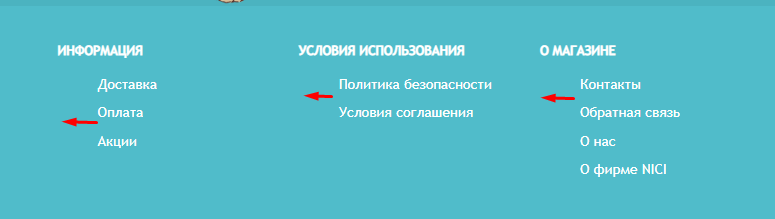 ИНФОРМАЦИЯ
Доставка
Оплата
Акции
УСЛОВИЯ ИСПОЛЬЗОВАНИЯ
Политика безопасности
Условия соглашения
О МАГАЗИНЕ
Контакты
Обратная связь
О нас
О фирме NICI